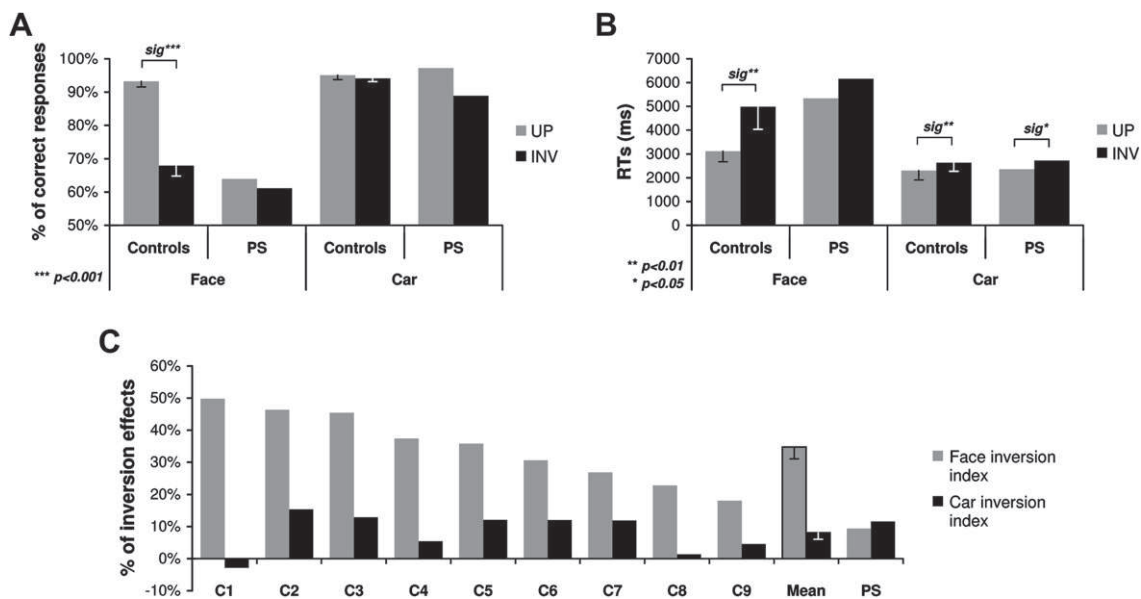 A
% of correct responses
100%
90%
80%
70%
60%
50%
sig***
UP
INV
Controls PS Controls PS
*** p<0.001
Face Car
B
RTs (ms)
7000
6000
5000
4000
3000
2000
1000
0
sig**
sig**
sig*
UP
INV
Controls PS Controls PS
** p<0.01
* p<0.05
Face Car
C
% of inversion effects
60%
50%
40%
30%
20%
10%
0%
-10%
C1 C2 C3 C4 C5 C6 C7 C8 C9 Mean PS
Face inversion
index
Car inversion
index